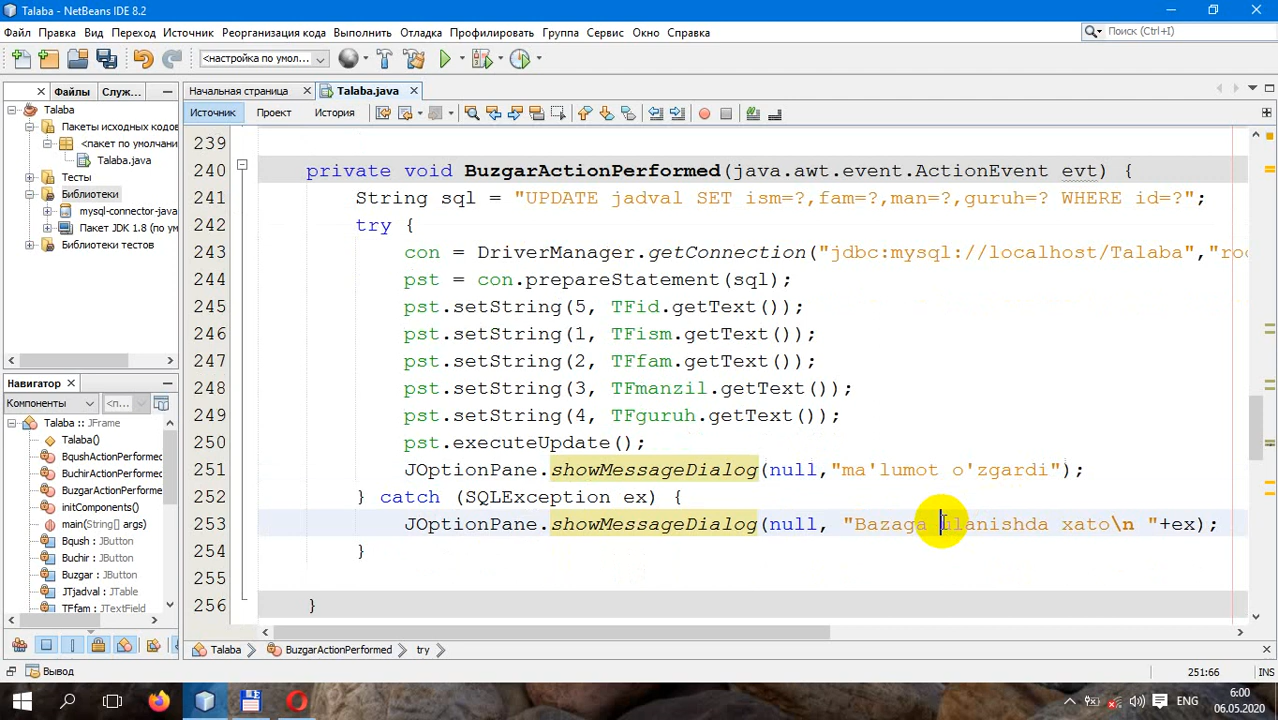 Talaba - NetBeans IDE 8.2
Файл Правка Вид Переход Источник Реорганизация кода Выполнить Отладка Профилировать Группа Сервис Окно Справка
Поиск (Ctrl+I)
<настройка по умол...
Файлы Служ...
Начальная страница Talaba.java
Источник Проект История
Talaba
Пакеты исходных кодов
<пакет по умолчани
Talaba.java
Тесты
Библиотеки
mysql-connector-java
Пакет JDK 1.8 (по ум
Библиотеки тестов
239
240 private void BuzgarActionPerformed(java.awt.event.ActionEvent evt) {
241 String sql = "UPDATE jadval SET ism=?,fam=?,man=?,guruh=? WHERE id=?";
242 try {
243 con = DriverManager.getConnection("jdbc:mysql://localhost/Talaba","roo
244 pst = con.prepareStatement(sql);
245 pst.setString(5, TFid.getText());
246 pst.setString(1, TFism.getText());
247 pst.setString(2, TFfam.getText());
248 pst.setString(3, TFmanzil.getText());
249 pst.setString(4, TFguruh.getText());
250 pst.executeUpdate();
251 JOptionPane.showMessageDialog(null,"ma'lumot o'zgardi");
252 } catch (SQLException ex) {
253 JOptionPane.showMessageDialog(null, "Bazaga ulanishda xato\n "+ex);
254 }
255
256 }
Навигатор
Компоненты <п...
Talaba :: JFrame
Talaba()
BqushActionPerformed
BuchirActionPerforme
BuzgarActionPerforme
initComponents()
main(String[] args)
Bqush : JButton
Buchir : JButton
Buzgar : JButton
JTjadval : JTable
TFfam : JTextField
Talaba BuzgarActionPerformed try
Вывод
251:66 INS
ENG
6:00
06.05.2020